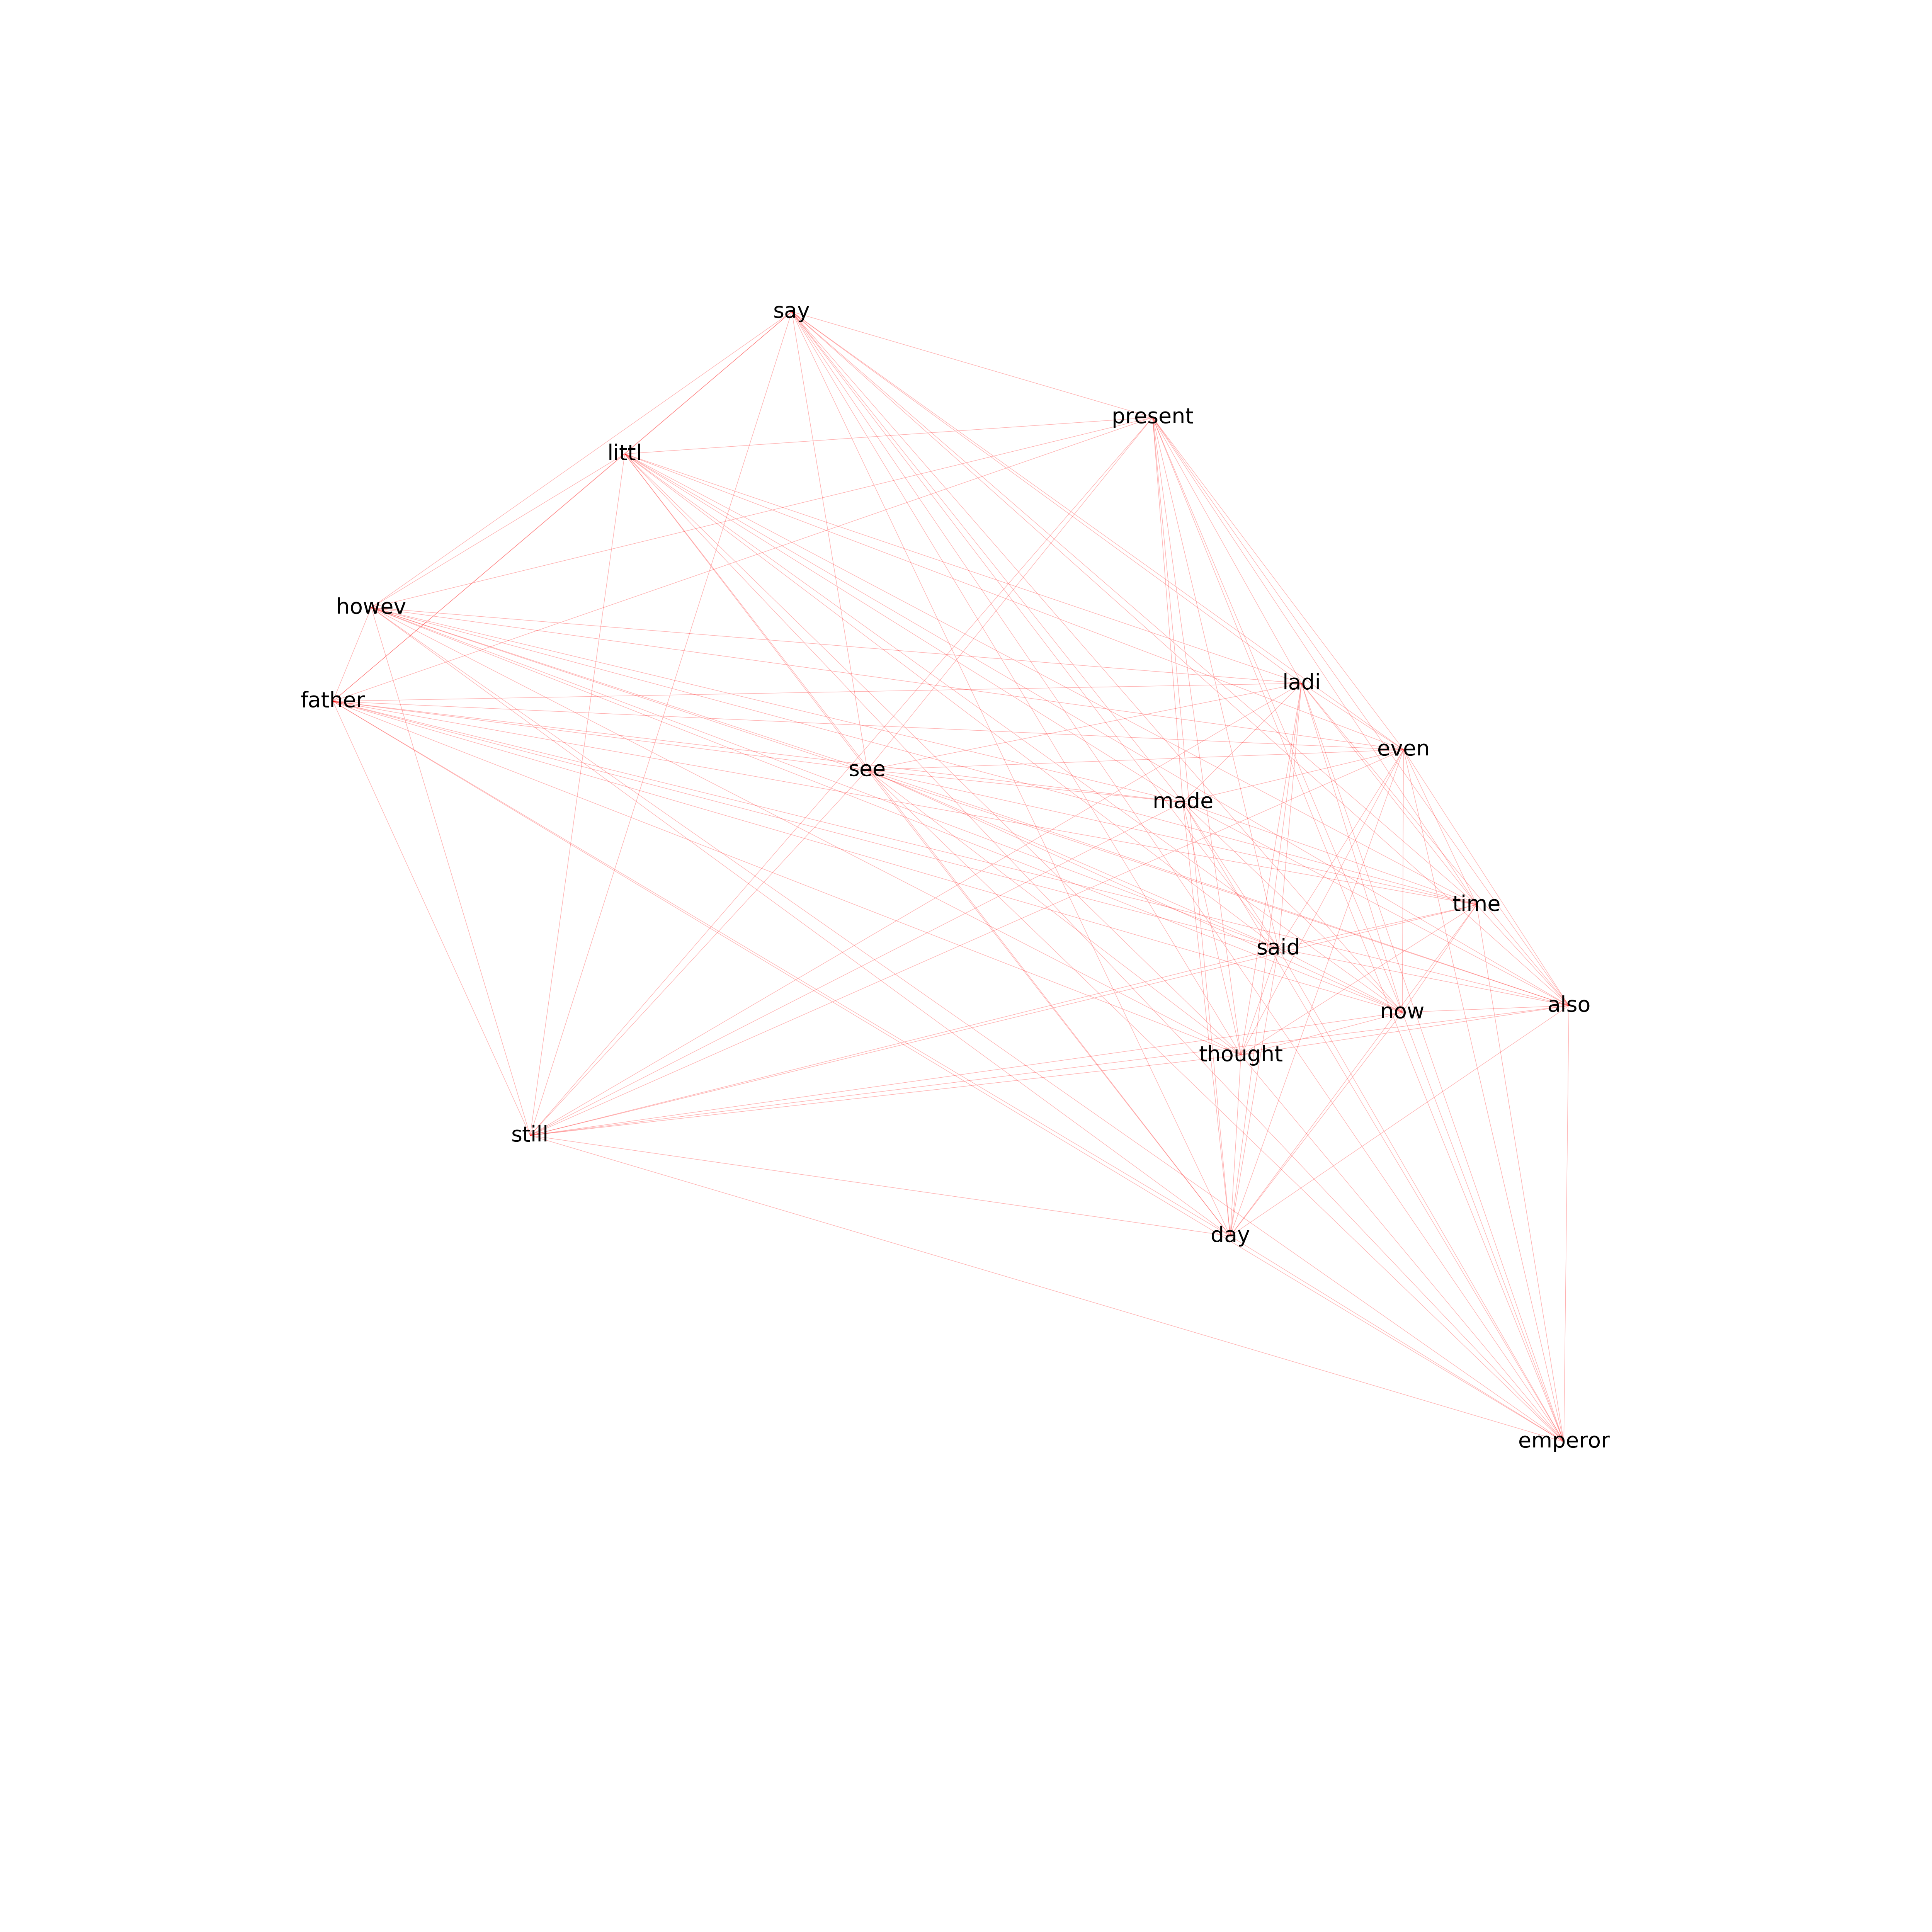 say
present
littl
howev
ladi
father
even
see
made
time
said
also
now
thought
still
day
emperor